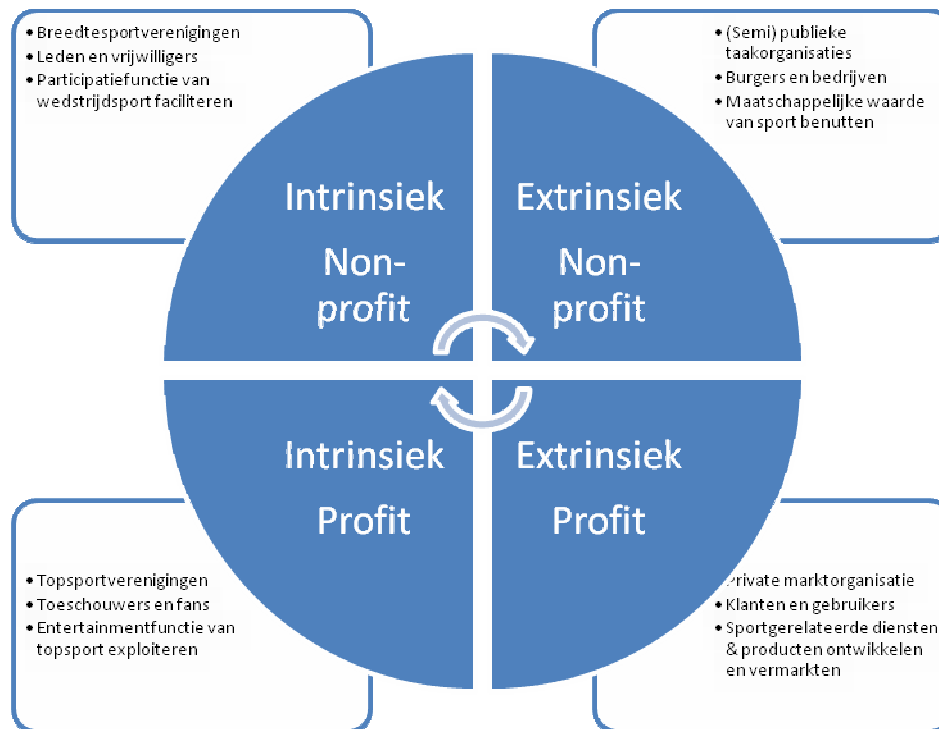 • Breedtesportverenigingen
• Leden en vrijwilligers
• Participatiefunctie van
wedstrijdsport faciliteren
• (Semi) publieke
taakorganisaties
• Burgers en bedrijven
• Maatschappelijke waarde
van sport benutten
Intrinsiek
Non-
profit
Extrinsiek
Non-
profit
Intrinsiek
Profit
Extrinsiek
Profit
• Topsportverenigingen
• Toeschouwers en fans
• Entertainmentfunctie van
topsport exploiteren
• Private marktorganisatie
• Klanten en gebruikers
• Sportgerelateerde diensten
& producten ontwikkelen
en vermarkten